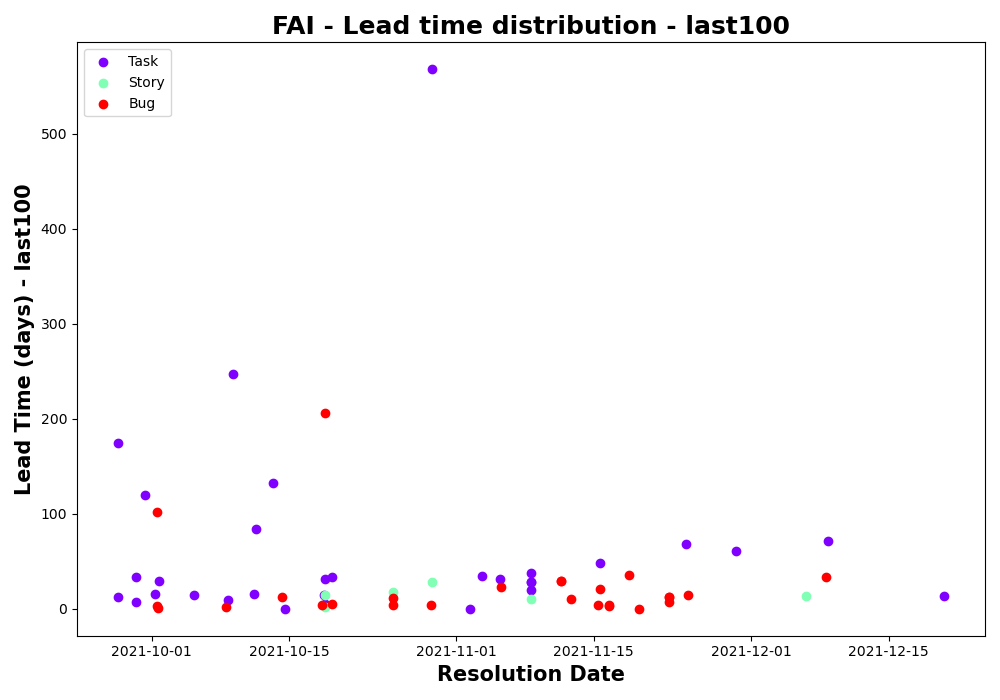 FAI - Lead time distribution - last100
Task
Story
Bug
500
400
300
200
100
0
Lead Time (days) - last100
2021-10-01 2021-10-15 2021-11-01 2021-11-15 2021-12-01 2021-12-15
Resolution Date